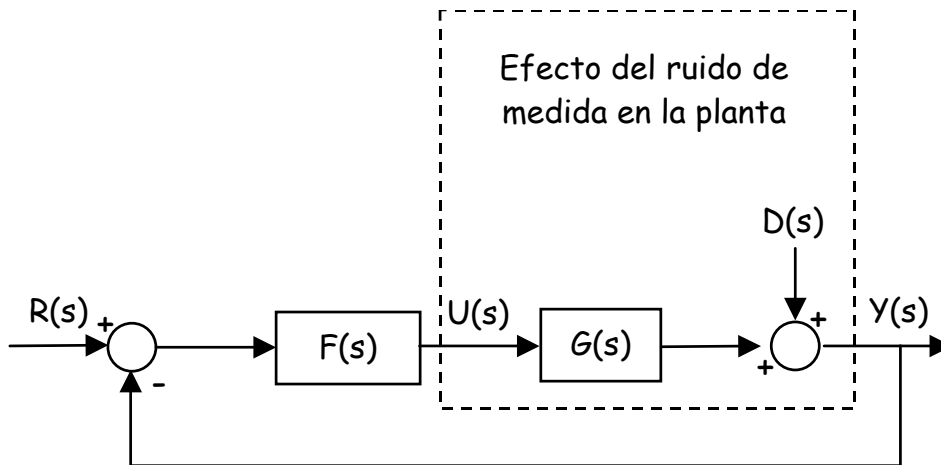 Efecto del ruido de
medida en la planta
D(s)
R(s)
+
-
F(s)
U(s)
G(s)
+
+
Y(s)